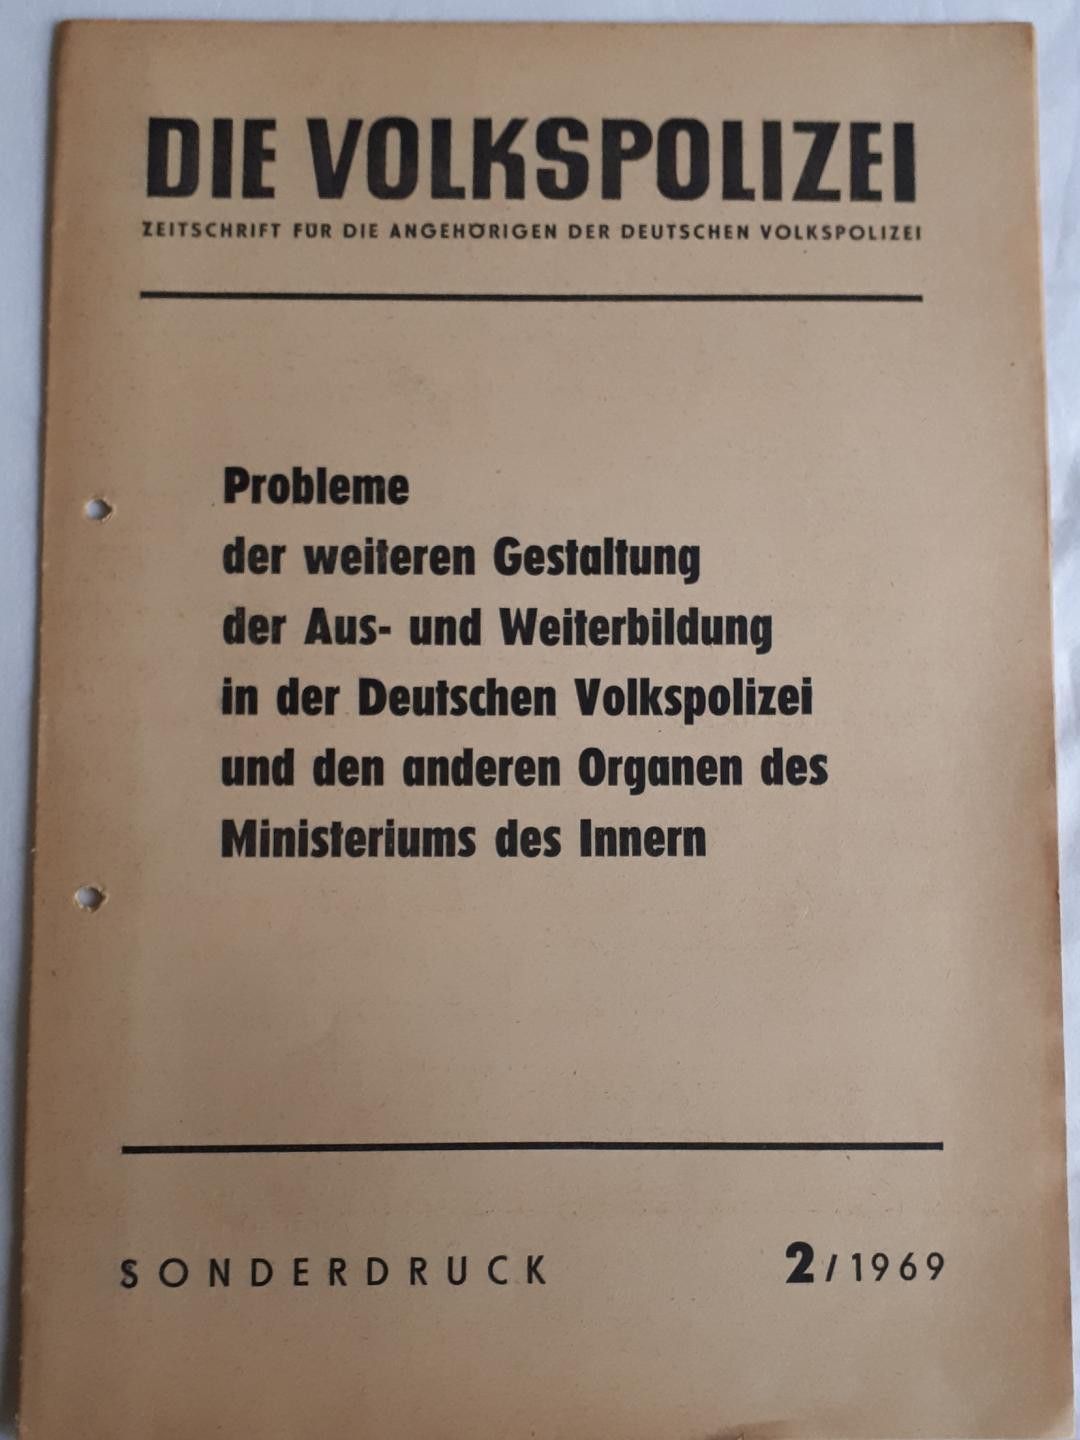 DIE VOLKSPOLIZEI
ZEITSCHRIFT FÜR DIE ANGEHÖRIGEN DER DEUTSCHEN VOLKSPOLIZEI
Probleme
der weiteren Gestaltung
der Aus- und Weiterbildung
in der Deutschen Volkspolizei
und den anderen Organen des
Ministeriums des Innern
SONDERDRUCK 2/1969